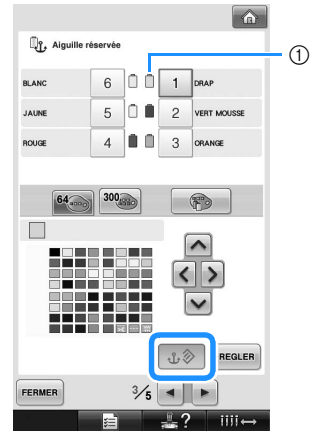 Aiguille réservée
①
BLANC 6 1 DRAP
JAUNE 5 2 VERT MOUSSE
ROUGE 4 3 ORANGE
64 300
REGLER
FERMER 3/5 ?